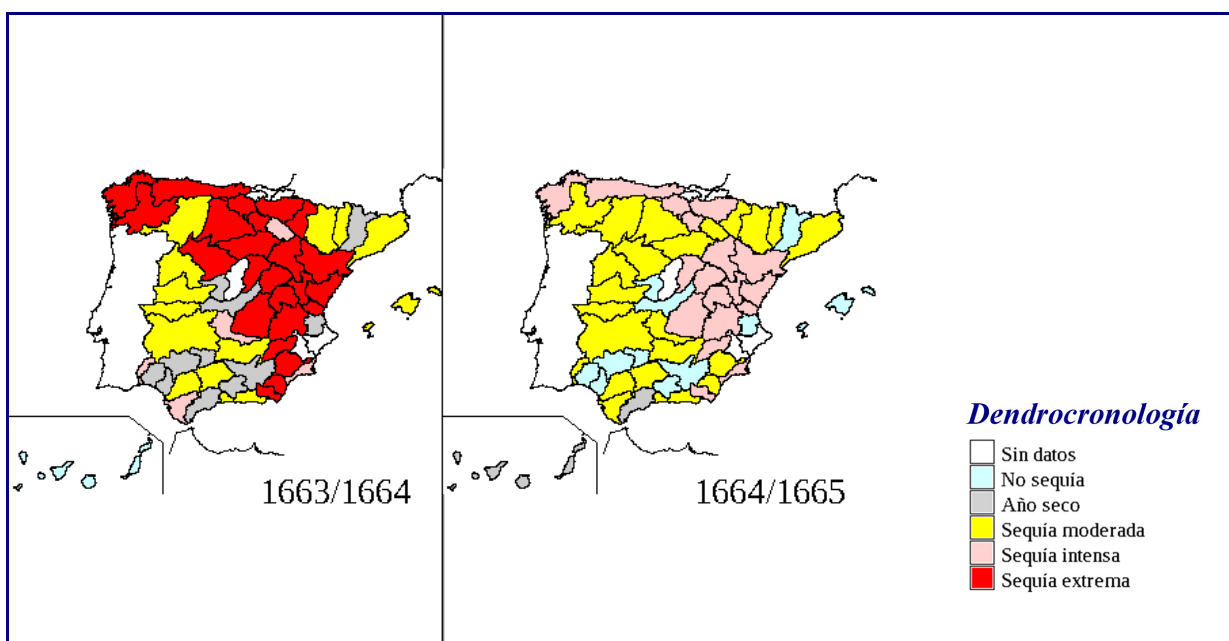 1663/1664
1664/1665
Dendrocronología
Sin datos
No sequía
Año seco
Sequía moderada
Sequía intensa
Sequía extrema